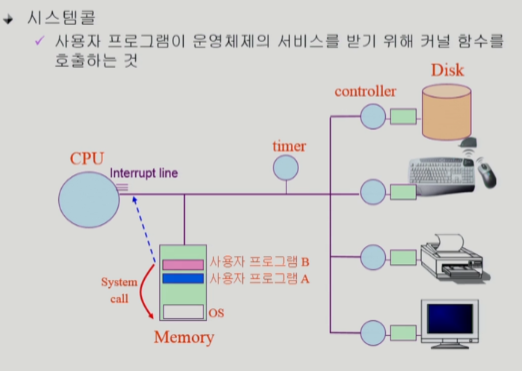 시스템콜
사용자 프로그램이 운영체제의 서비스를 받기 위해 커널 함수를
호출하는 것
Disk
controller
timer
CPU
Interrupt line
사용자 프로그램 B
사용자 프로그램 A
System
call
OS
Memory